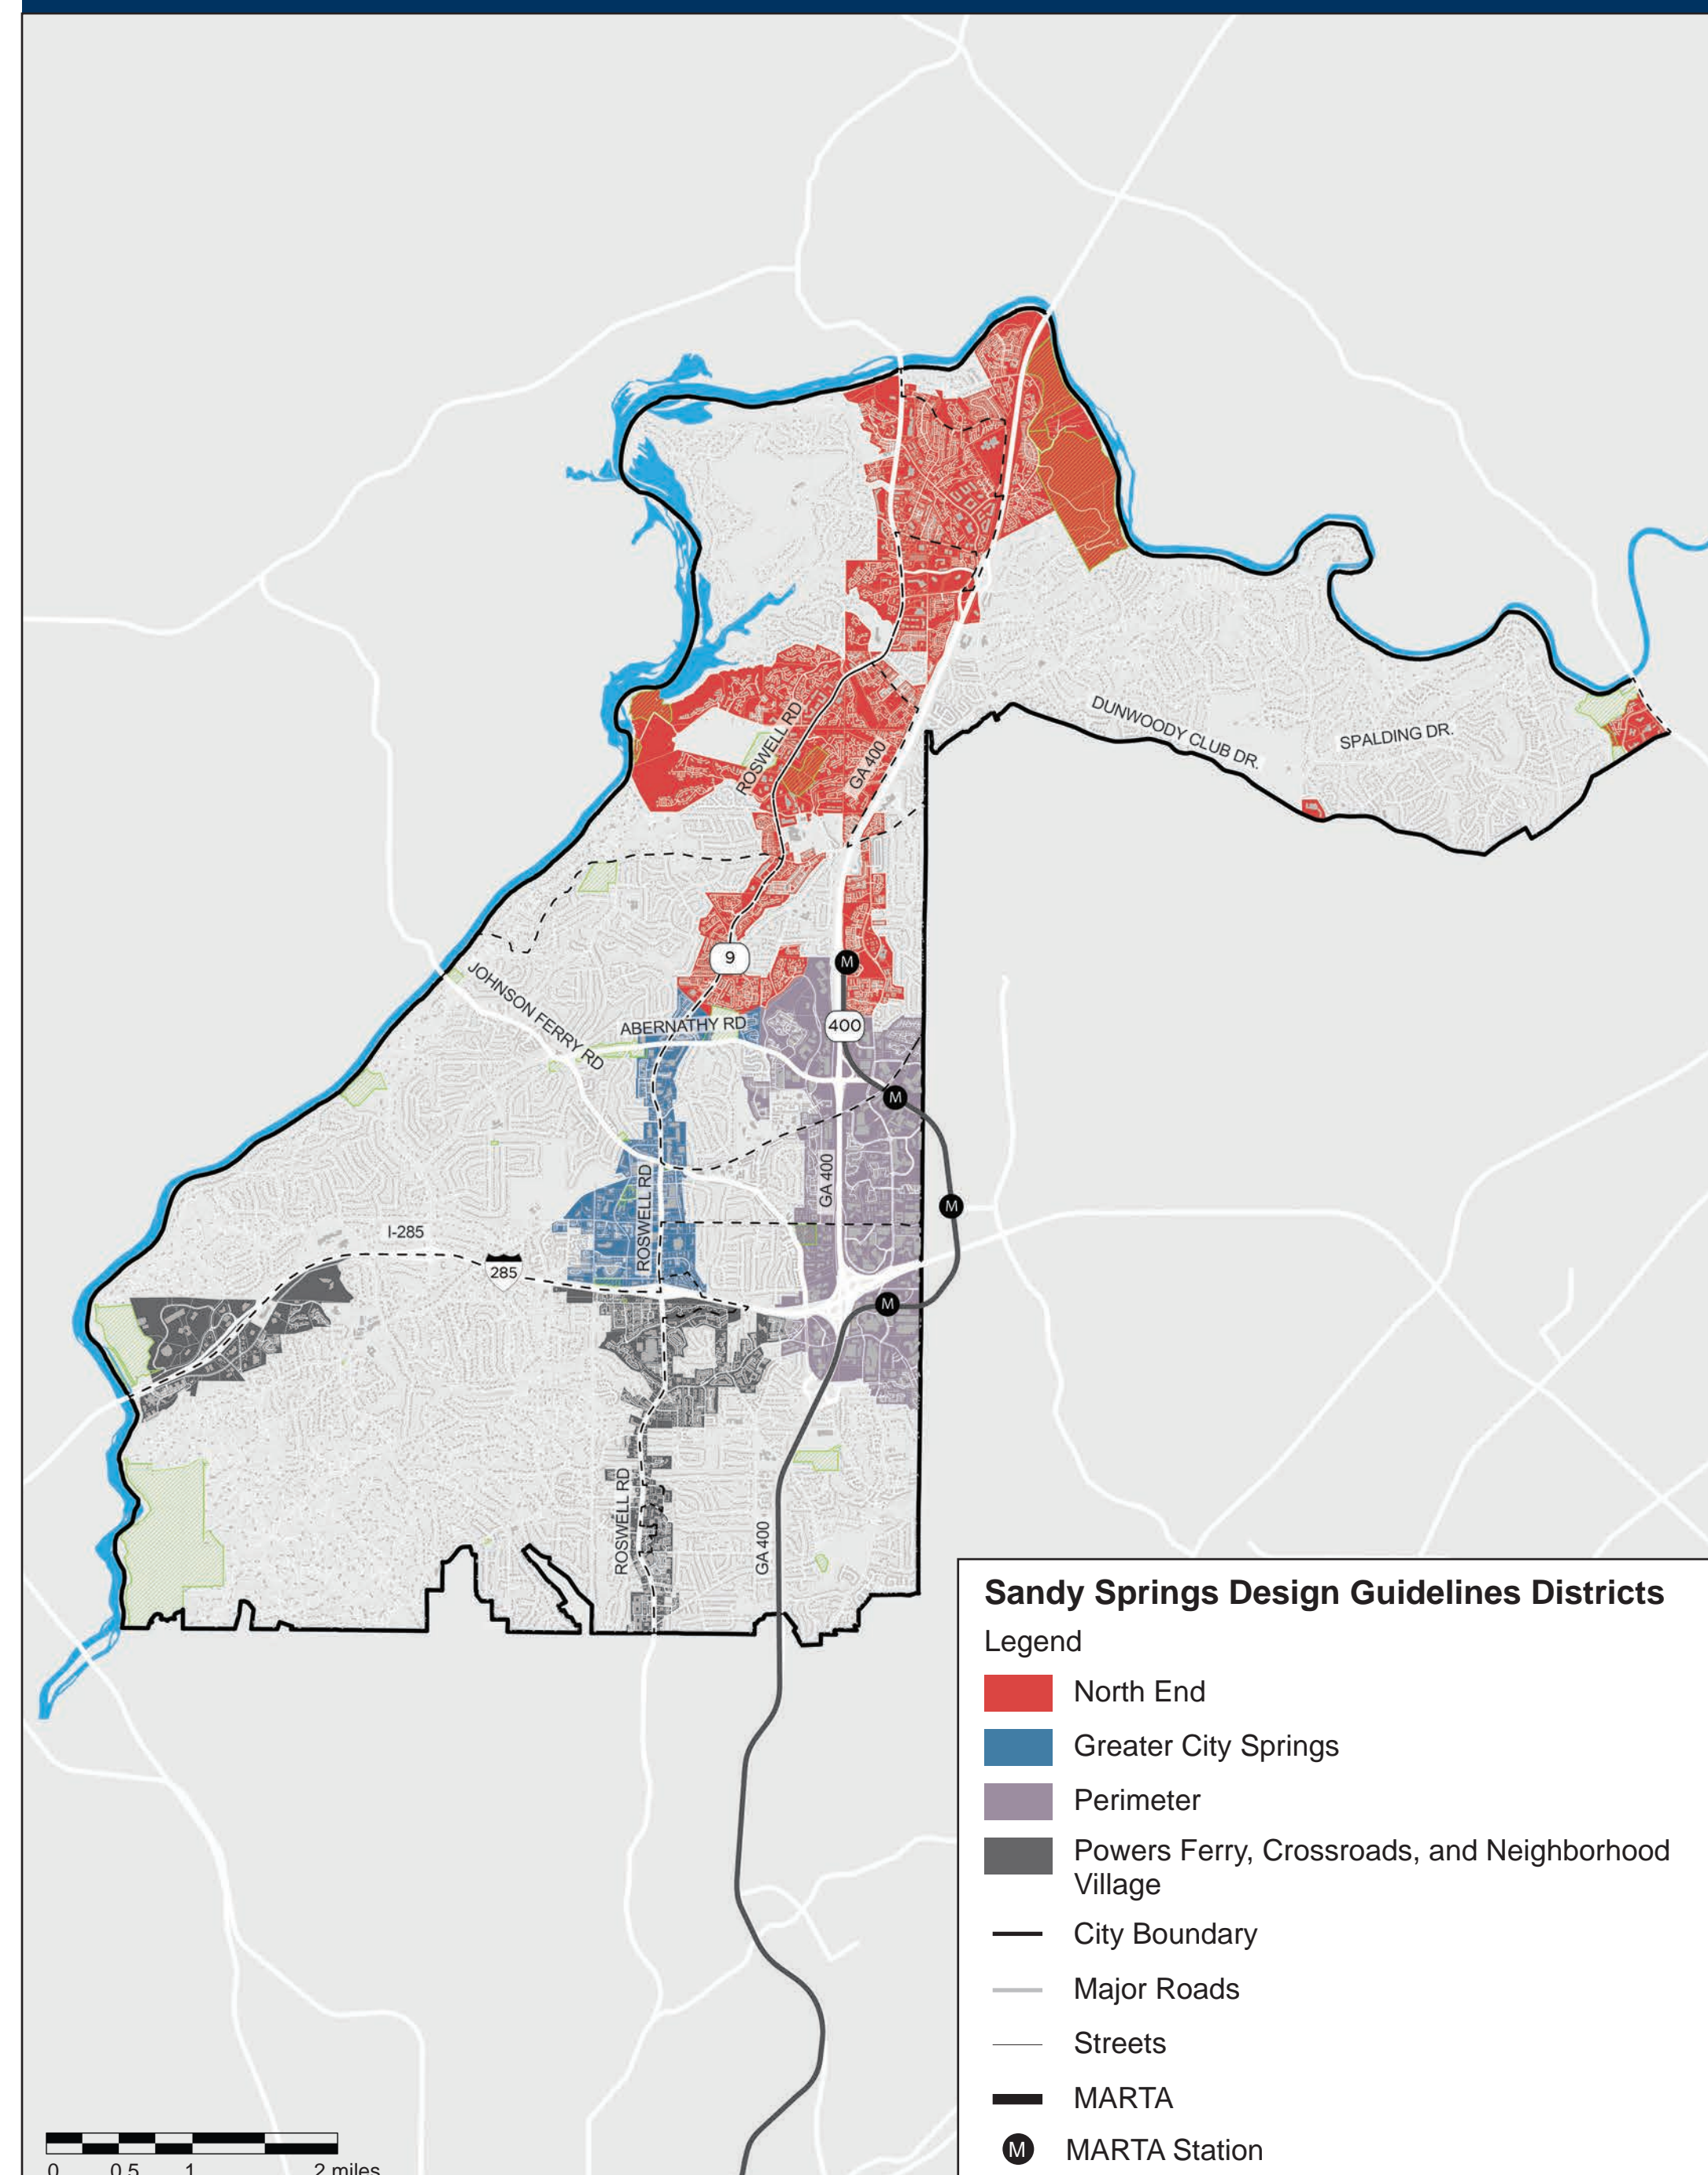 DUNWOODY CLUB DR.
SPALDING DR.
ROSWELL RD
GA 400
9
M
JOHNSON FERRY RD
ABERNATHY RD
400
M
ROSWELL RD
GA 400
M
I-285
285
M
ROSWELL RD
GA 400
Sandy Springs Design Guidelines Districts
Legend
North End
Greater City Springs
Perimeter
Powers Ferry, Crossroads, and Neighborhood
Village
City Boundary
Major Roads
Streets
MARTA
M MARTA Station
0 0.5 1 2 miles